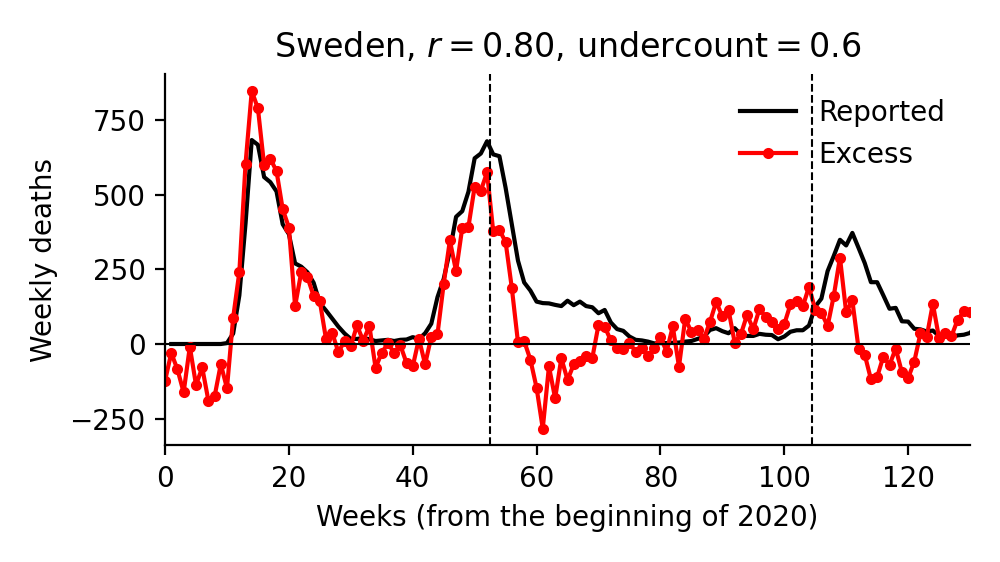 Sweden, r = 0.80, undercount = 0.6
Reported
Excess
Weekly deaths
750
500
250
0
−250
0 20 40 60 80 100 120
Weeks (from the beginning of 2020)